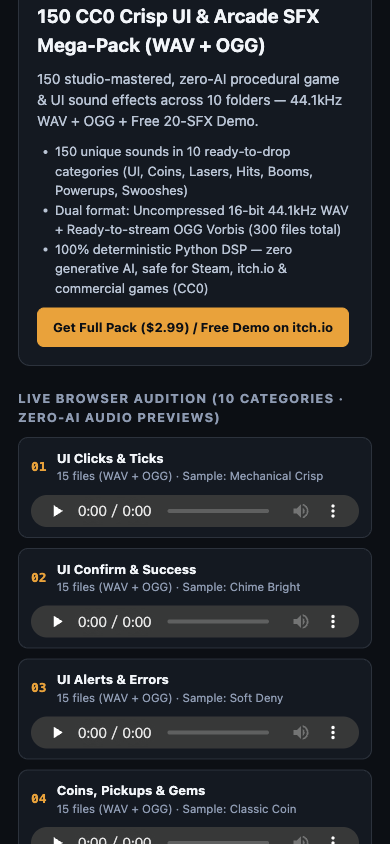 150 CC0 Crisp UI & Arcade SFX
Mega-Pack (WAV + OGG)
150 studio-mastered, zero-AI procedural game
& UI sound effects across 10 folders — 44.1kHz
WAV + OGG + Free 20-SFX Demo.
• 150 unique sounds in 10 ready-to-drop
categories (UI, Coins, Lasers, Hits, Booms,
Powerups, Swooshes)
• Dual format: Uncompressed 16-bit 44.1kHz WAV
+ Ready-to-stream OGG Vorbis (300 files total)
• 100% deterministic Python DSP — zero
generative AI, safe for Steam, itch.io &
commercial games (CC0)
Get Full Pack ($2.99) / Free Demo on itch.io
LIVE BROWSER AUDITION (10 CATEGORIES ·
ZERO-AI AUDIO PREVIEWS)
01
UI Clicks & Ticks
15 files (WAV + OGG) · Sample: Mechanical Crisp
0:00 / 0:00
02
UI Confirm & Success
15 files (WAV + OGG) · Sample: Chime Bright
0:00 / 0:00
03
UI Alerts & Errors
15 files (WAV + OGG) · Sample: Soft Deny
0:00 / 0:00
04
Coins, Pickups & Gems
15 files (WAV + OGG) · Sample: Classic Coin
0:00 / 0:00